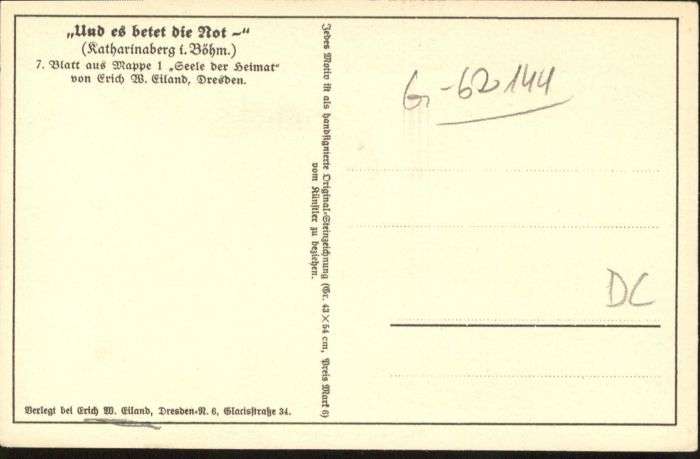 „Und es betet die Not –“
(Katharinaberg i. Böhm.)
7. Blatt aus Mappe 1 „Seele der Heimat“
von Erich W. Eiland, Dresden.
Jedes Motiv ist als handsignierte Original-Steinzeichnung (Gr. 43 × 54 cm, Preis Mark 6)
vom Künstler zu beziehen.
G-62144
DC
Verlegt bei Erich W. Eiland, Dresden-N. 6, Glacisstraße 34.